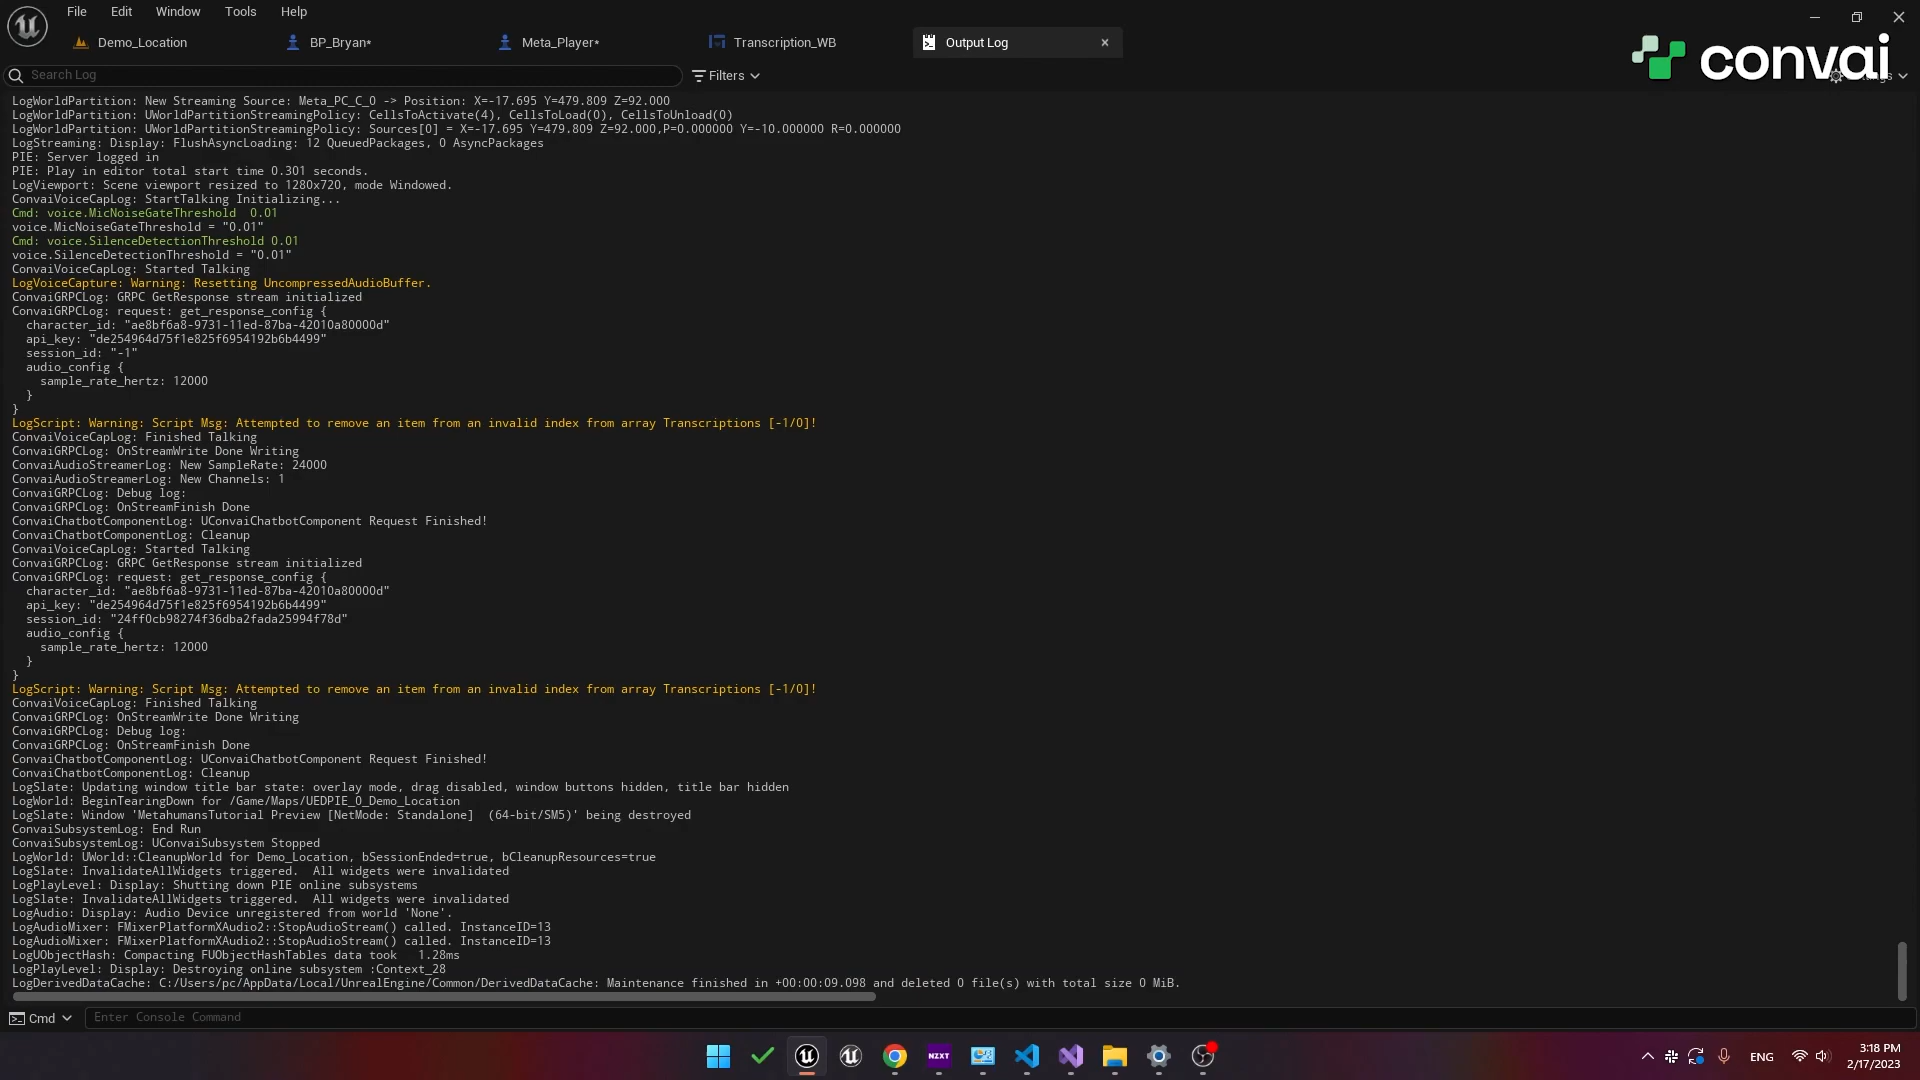 File Edit Window Tools Help
Demo_Location BP_Bryan* Meta_Player* Transcription_WB Output Log
convai
Search Log Filters
LogWorldPartition: New Streaming Source: Meta_PC_C_0 -> Position: X=-17.695 Y=479.809 Z=92.000
LogWorldPartition: UWorldPartitionStreamingPolicy: CellsToActivate(4), CellsToLoad(0), CellsToUnload(0)
LogWorldPartition: UWorldPartitionStreamingPolicy: Sources[0] = X=-17.695 Y=479.809 Z=92.000,P=0.000000 Y=-10.000000 R=0.000000
LogStreaming: Display: FlushAsyncLoading: 12 QueuedPackages, 0 AsyncPackages
PIE: Server logged in
PIE: Play in editor total start time 0.301 seconds.
LogViewport: Scene viewport resized to 1280x720, mode Windowed.
ConvaiVoiceCapLog: StartTalking Initializing...
Cmd: voice.MicNoiseGateThreshold  0.01
voice.MicNoiseGateThreshold = "0.01"
Cmd: voice.SilenceDetectionThreshold 0.01
voice.SilenceDetectionThreshold = "0.01"
ConvaiVoiceCapLog: Started Talking
LogVoiceCapture: Warning: Resetting UncompressedAudioBuffer.
ConvaiGRPCLog: GRPC GetResponse stream initialized
ConvaiGRPCLog: request: get_response_config {
character_id: "ae8bf6a8-9731-11ed-87ba-42010a80000d"
api_key: "de254964d75f1e825f6954192b6b4499"
session_id: "-1"
audio_config {
sample_rate_hertz: 12000
}
}
LogScript: Warning: Script Msg: Attempted to remove an item from an invalid index from array Transcriptions [-1/0]!
ConvaiVoiceCapLog: Finished Talking
ConvaiGRPCLog: OnStreamWrite Done Writing
ConvaiAudioStreamerLog: New SampleRate: 24000
ConvaiAudioStreamerLog: New Channels: 1
ConvaiGRPCLog: Debug log:
ConvaiGRPCLog: OnStreamFinish Done
ConvaiChatbotComponentLog: UConvaiChatbotComponent Request Finished!
ConvaiChatbotComponentLog: Cleanup
ConvaiVoiceCapLog: Started Talking
ConvaiGRPCLog: GRPC GetResponse stream initialized
ConvaiGRPCLog: request: get_response_config {
character_id: "ae8bf6a8-9731-11ed-87ba-42010a80000d"
api_key: "de254964d75f1e825f6954192b6b4499"
session_id: "24ff0cb98274f36dba2fada25994f78d"
audio_config {
sample_rate_hertz: 12000
}
}
LogScript: Warning: Script Msg: Attempted to remove an item from an invalid index from array Transcriptions [-1/0]!
ConvaiVoiceCapLog: Finished Talking
ConvaiGRPCLog: OnStreamWrite Done Writing
ConvaiGRPCLog: Debug log:
ConvaiGRPCLog: OnStreamFinish Done
ConvaiChatbotComponentLog: UConvaiChatbotComponent Request Finished!
ConvaiChatbotComponentLog: Cleanup
LogSlate: Updating window title bar state: overlay mode, drag disabled, window buttons hidden, title bar hidden
LogWorld: BeginTearingDown for /Game/Maps/UEDPIE_0_Demo_Location
LogSlate: Window 'MetahumansTutorial Preview [NetMode: Standalone]  (64-bit/SM5)' being destroyed
ConvaiSubsystemLog: End Run
ConvaiSubsystemLog: UConvaiSubsystem Stopped
LogWorld: UWorld::CleanupWorld for Demo_Location, bSessionEnded=true, bCleanupResources=true
LogSlate: InvalidateAllWidgets triggered.  All widgets were invalidated
LogPlayLevel: Display: Shutting down PIE online subsystems
LogSlate: InvalidateAllWidgets triggered.  All widgets were invalidated
LogAudio: Display: Audio Device unregistered from world 'None'.
LogAudioMixer: FMixerPlatformXAudio2::StopAudioStream() called. InstanceID=13
LogAudioMixer: FMixerPlatformXAudio2::StopAudioStream() called. InstanceID=13
LogUObjectHash: Compacting FUObjectHashTables data took   1.28ms
LogPlayLevel: Display: Destroying online subsystem :Context_28
LogDerivedDataCache: C:/Users/pc/AppData/Local/UnrealEngine/Common/DerivedDataCache: Maintenance finished in +00:00:09.098 and deleted 0 file(s) with total size 0 MiB.
Cmd Enter Console Command
NZXT
ENG
3:18 PM
2/17/2023